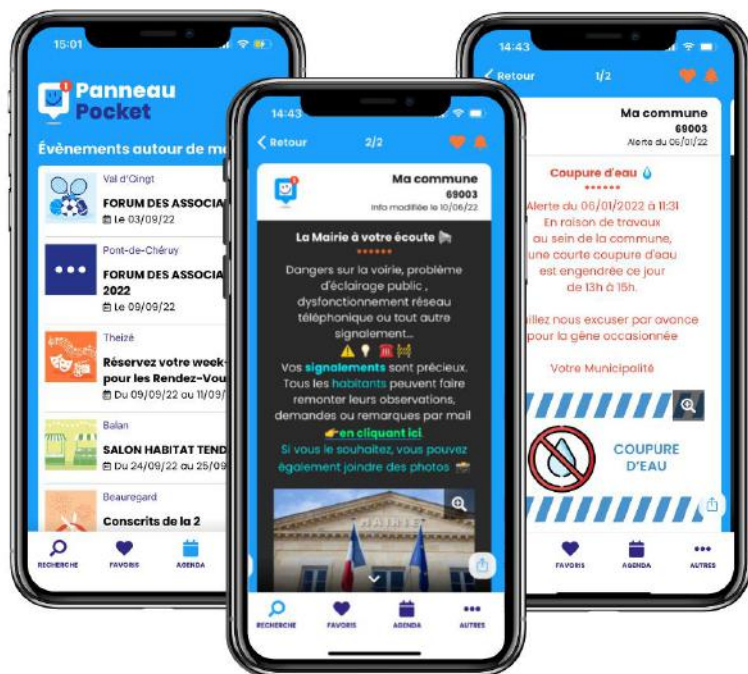 15:01
Panneau
Pocket
Évènements autour de mo
Val d'Oingt
FORUM DES ASSOCIA
Le 03/09/22
Pont-de-Chéruy
FORUM DES ASSOCIA
2022
Le 09/09/22
Theizé
Réservez votre week-
pour les Rendez-Vou
Du 09/09/22 au 11/09/
Balan
SALON HABITAT TEND
Du 24/09/22 au 25/09
Beauregard
Conscrits de la 2
RECHERCHE
FAVORIS
AGENDA
14:43
Retour
2/2
Ma commune
69003
Info modifiée le 10/06/22
La Mairie à votre écoute
Dangers sur la voirie, problème
d'éclairage public ,
dysfonctionnement réseau
téléphonique ou tout autre
signalement...
Vos signalements sont précieux.
Tous les habitants peuvent faire
remonter leurs observations,
demandes ou remarques par mail
en cliquant ici.
Si vous le souhaitez, vous pouvez
également joindre des photos
MAIRIE
RECHERCHE
FAVORIS
AGENDA
AUTRES
14:43
Retour
1/2
Ma commune
69003
Alerte du 06/01/22
Coupure d'eau
Alerte du 06/01/2022 à 11:31
En raison de travaux
au sein de la commune,
une courte coupure d'eau
est engendrée ce jour
de 13h à 15h.
illez nous excuser par avance
pour la gêne occasionnée
Votre Municipalité
COUPURE
D'EAU
FAVORIS
AGENDA
AUTRES